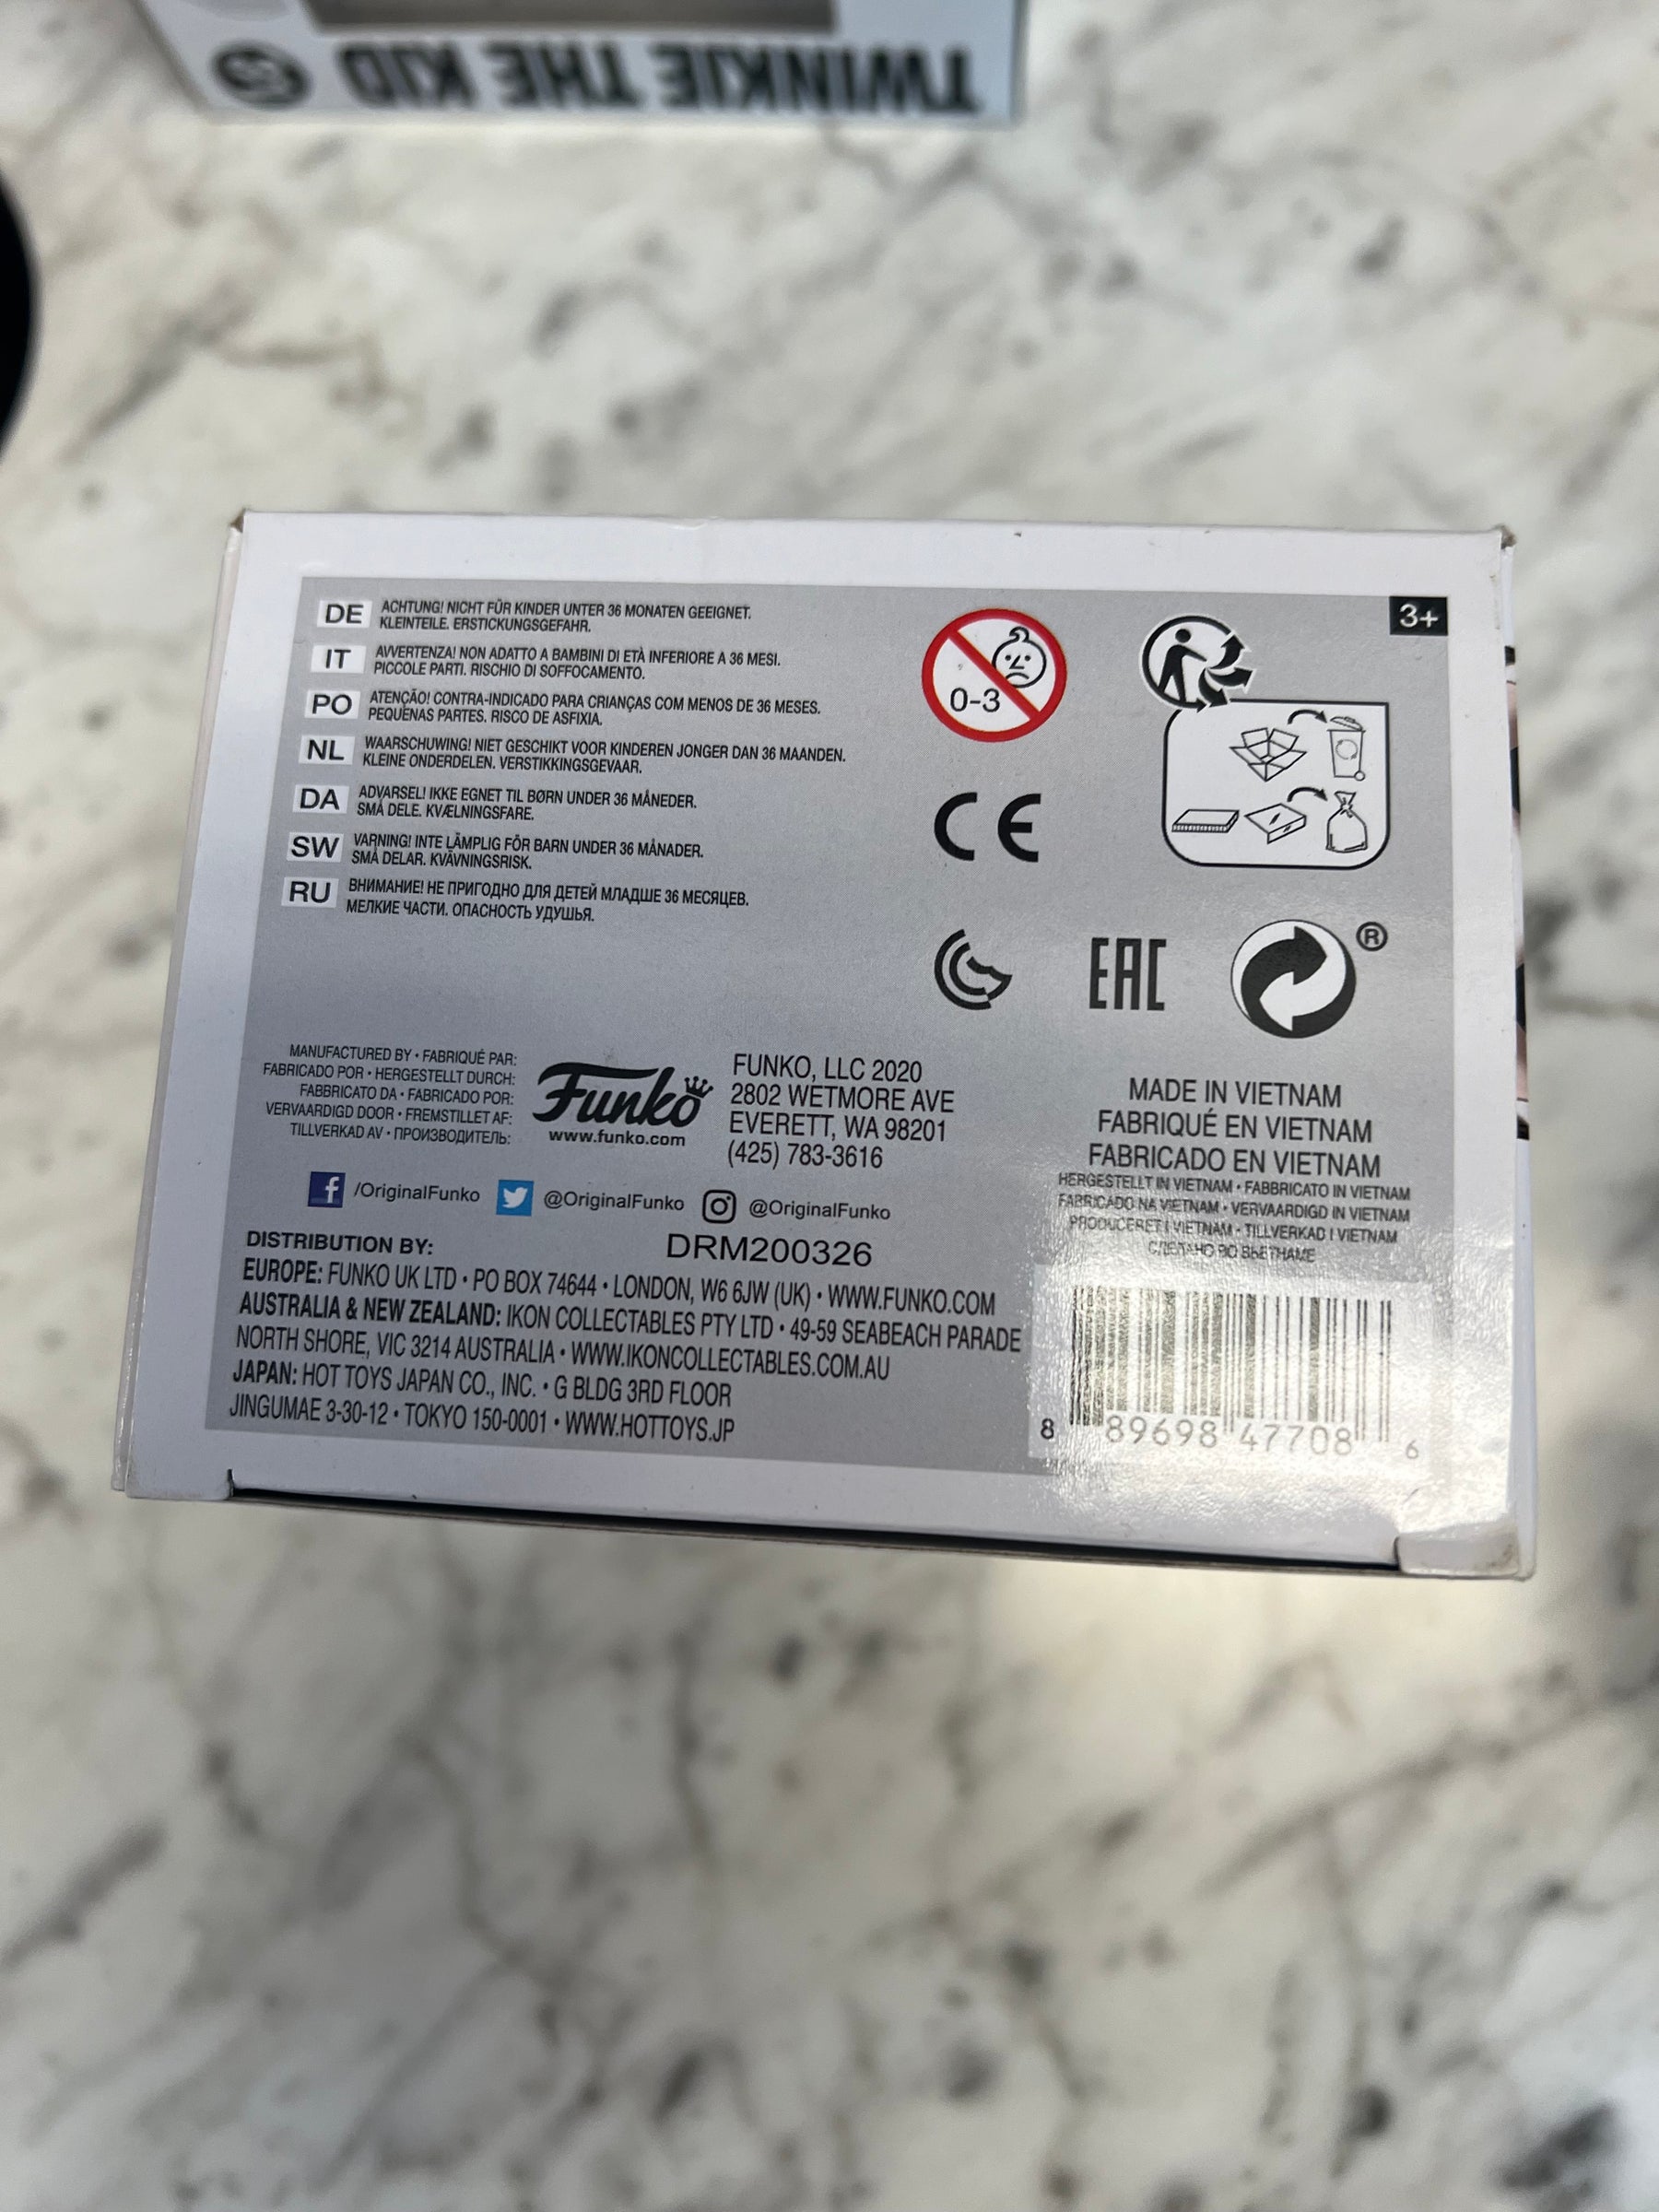 TWINKIE THE KID
DE ACHTUNG! NICHT FÜR KINDER UNTER 36 MONATEN GEEIGNET.
KLEINTEILE. ERSTICKUNGSGEFAHR.
IT AVVERTENZA! NON ADATTO A BAMBINI DI ETÀ INFERIORE A 36 MESI.
PICCOLE PARTI. RISCHIO DI SOFFOCAMENTO.
PO ATENÇÃO! CONTRA-INDICADO PARA CRIANÇAS COM MENOS DE 36 MESES.
PEQUENAS PARTES. RISCO DE ASFIXIA.
NL WAARSCHUWING! NIET GESCHIKT VOOR KINDEREN JONGER DAN 36 MAANDEN.
KLEINE ONDERDELEN. VERSTIKKINGSGEVAAR.
DA ADVARSEL! IKKE EGNET TIL BØRN UNDER 36 MÅNEDER.
SMÅ DELE. KVÆLNINGSFARE.
SW VARNING! INTE LÄMPLIG FÖR BARN UNDER 36 MÅNADER.
SMÅ DELAR. KVÄVNINGSRISK.
RU ВНИМАНИЕ! НЕ ПРИГОДНО ДЛЯ ДЕТЕЙ МЛАДШЕ 36 МЕСЯЦЕВ.
МЕЛКИЕ ЧАСТИ. ОПАСНОСТЬ УДУШЬЯ.
0-3
3+
CE
EAC
®
MANUFACTURED BY • FABRIQUÉ PAR:
FABRICADO POR • HERGESTELLT DURCH:
FABBRICATO DA • FABRICADO POR:
VERVAARDIGD DOOR • FREMSTILLET AF:
TILLVERKAD AV • ПРОИЗВОДИТЕЛЬ:
Funko
www.funko.com
FUNKO, LLC 2020
2802 WETMORE AVE
EVERETT, WA 98201
(425) 783-3616
MADE IN VIETNAM
FABRIQUÉ EN VIETNAM
FABRICADO EN VIETNAM
HERGESTELLT IN VIETNAM • FABBRICATO IN VIETNAM
FABRICADO NA VIETNAM • VERVAARDIGD IN VIETNAM
PRODUCERET I VIETNAM • TILLVERKAD I VIETNAM
СДЕЛАНО ВО ВЬЕТНАМЕ
/OriginalFunko @OriginalFunko @OriginalFunko
DISTRIBUTION BY: DRM200326
EUROPE: FUNKO UK LTD • PO BOX 74644 • LONDON, W6 6JW (UK) • WWW.FUNKO.COM
AUSTRALIA & NEW ZEALAND: IKON COLLECTABLES PTY LTD • 49-59 SEABEACH PARADE
NORTH SHORE, VIC 3214 AUSTRALIA • WWW.IKONCOLLECTABLES.COM.AU
JAPAN: HOT TOYS JAPAN CO., INC. • G BLDG 3RD FLOOR
JINGUMAE 3-30-12 • TOKYO 150-0001 • WWW.HOTTOYS.JP
8 89698 47708 6